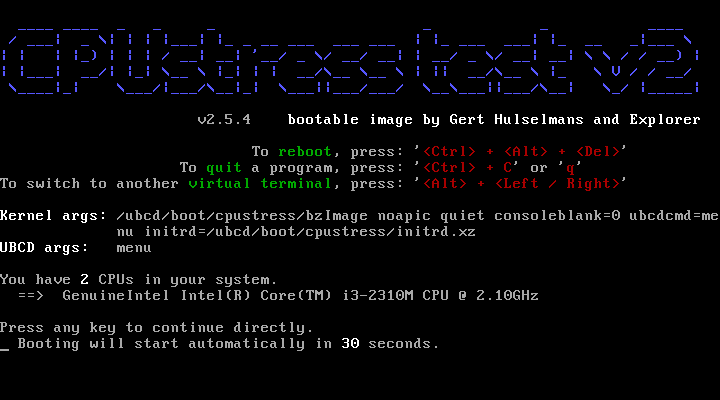 CPUstress test v2
v2.5.4 bootable image by Gert Hulselmans and Explorer
To reboot, press: '<Ctrl> + <Alt> + <Del>'
To quit a program, press: '<Ctrl> + C' or 'q'
To switch to another virtual terminal, press: '<Alt> + <Left / Right>'
Kernel args: /ubcd/boot/cpustress/bzImage noapic quiet consoleblank=0 ubcdcmd=me
nu initrd=/ubcd/boot/cpustress/initrd.xz
UBCD args: menu
You have 2 CPUs in your system.
==> GenuineIntel Intel(R) Core(TM) i3-2310M CPU @ 2.10GHz
Press any key to continue directly.
_ Booting will start automatically in 30 seconds.